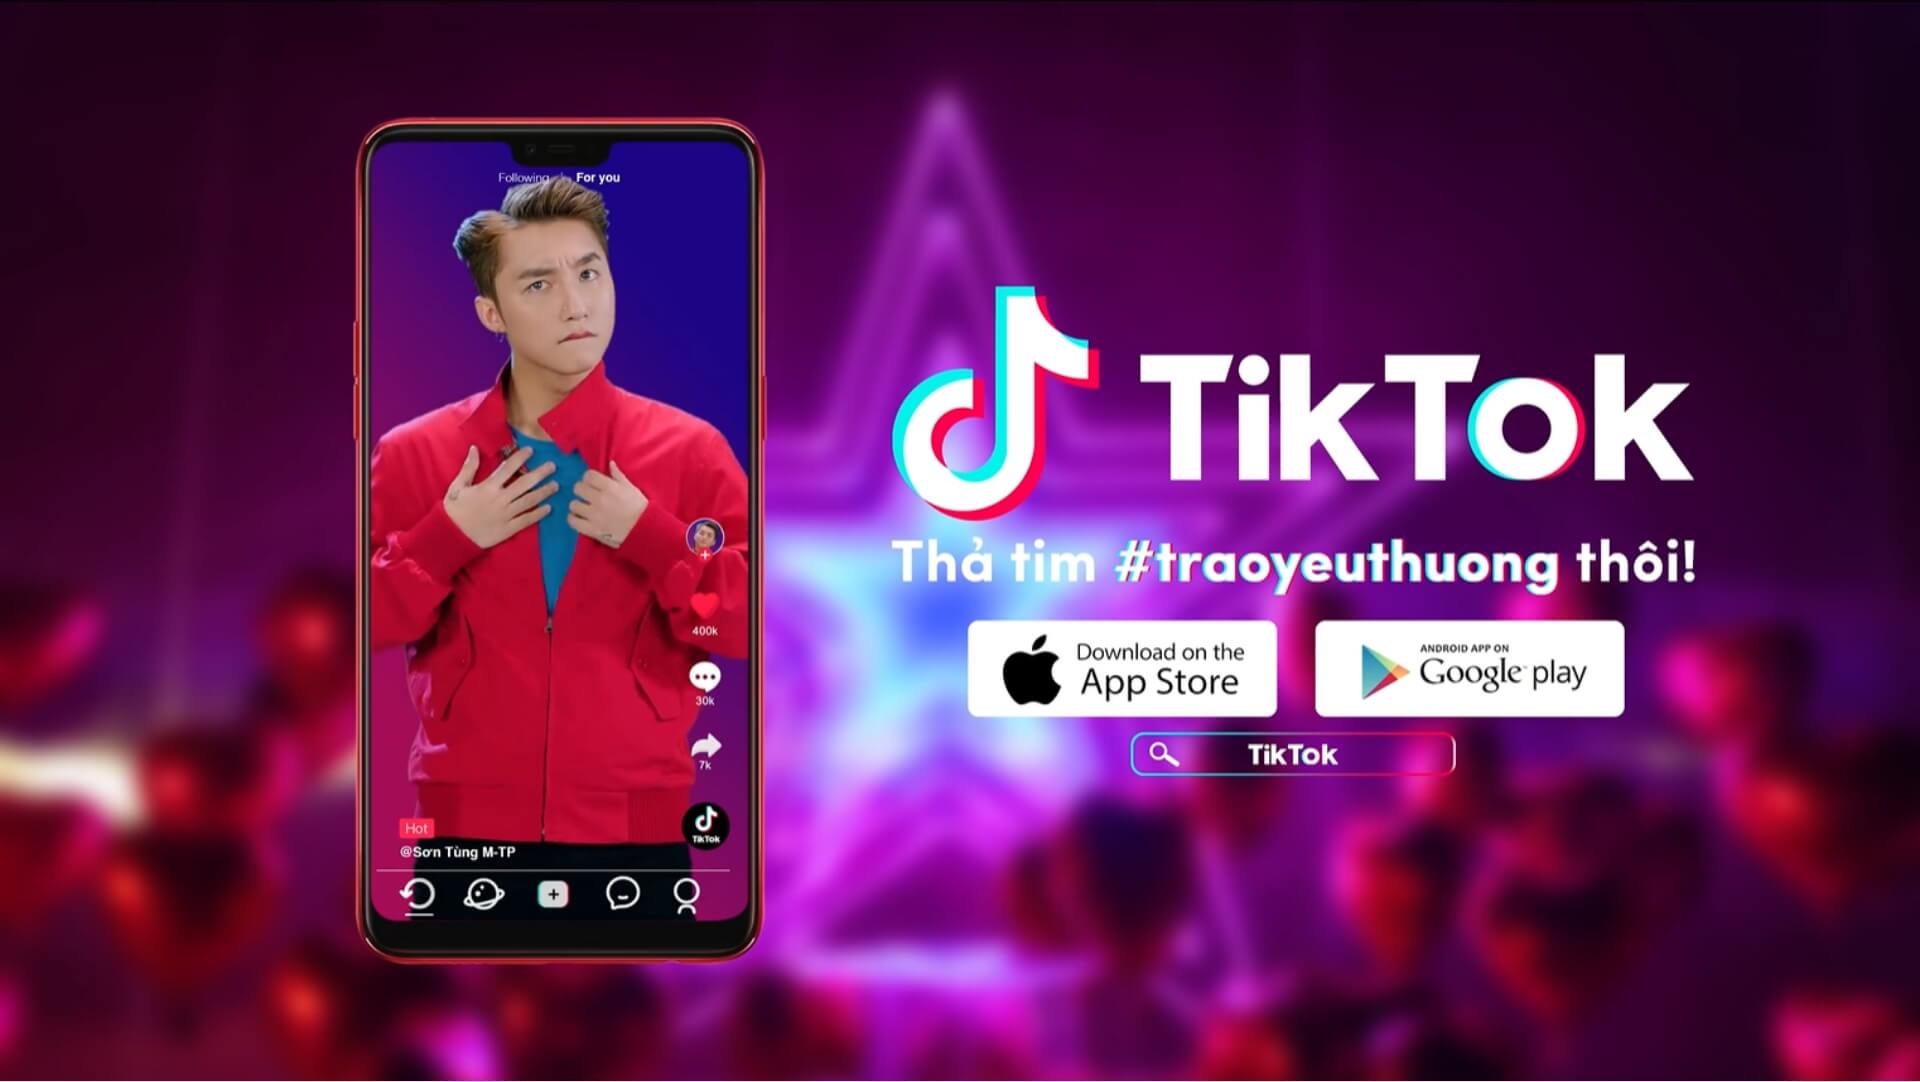 Following
For you
400k
30k
7k
TikTok
Hot
@Sơn Tùng M-TP
TikTok
Thả tim #traoyeuthuong thôi!
Download on the
App Store
ANDROID APP ON
Google play
TikTok